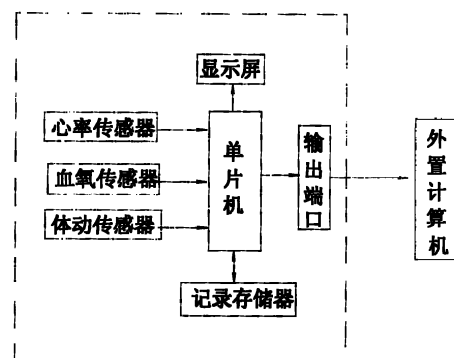 显示屏
心率传感器
血氧传感器
体动传感器
单片机
输出端口
外置计算机
记录存储器